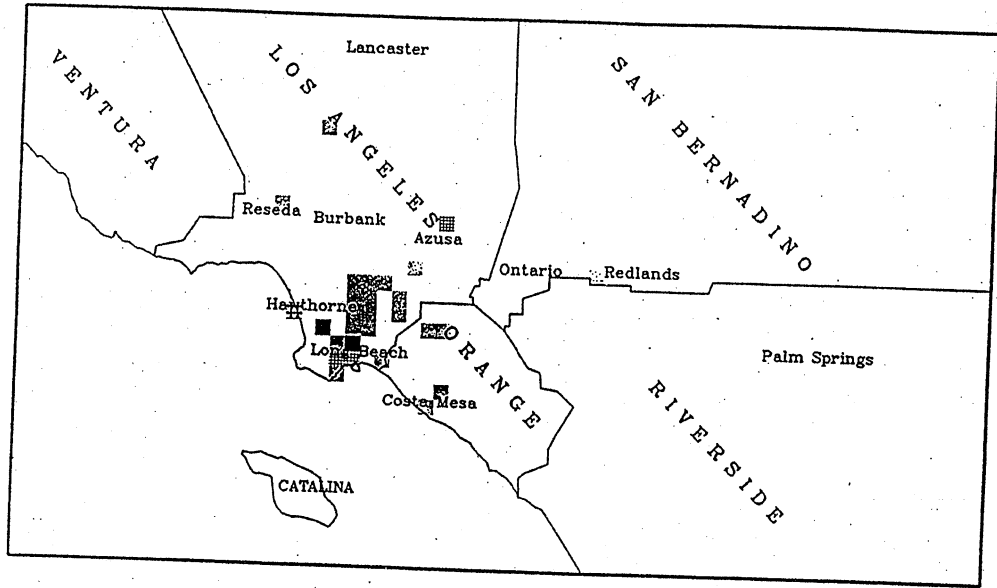 Lancaster
VENTURA
LOS ANGELES
SAN BERNADINO
Reseda
Burbank
Azusa
Ontario
Redlands
Hawthorne
Long Beach
ORANGE
Palm Springs
Costa Mesa
RIVERSIDE
CATALINA